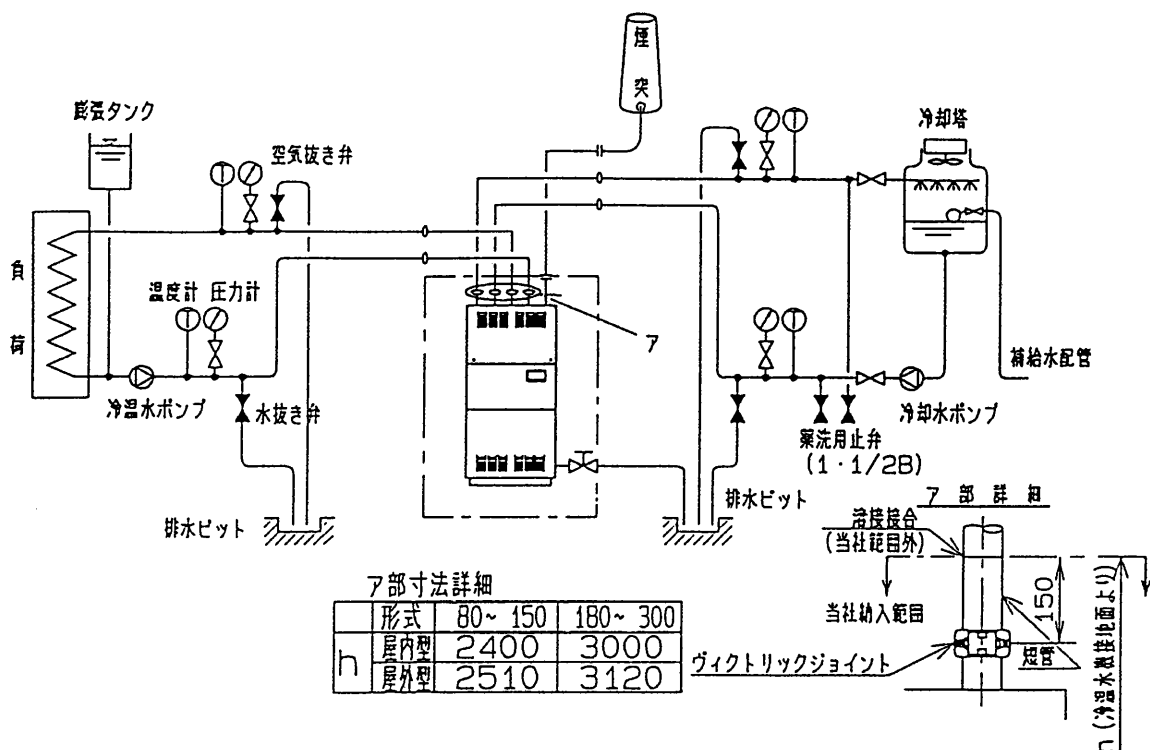 煙突
膨張タンク
空気抜き弁
冷却塔
負荷
温度計 圧力計
ア
補給水配管
冷温水ポンプ
水抜き弁
冷却水ポンプ
薬洗用止弁
(1・1/2B)
排水ピット
排水ピット
ア部詳細
溶接接合
(当社範囲外)
当社納入範囲
150
短管
ヴィクトリックジョイント
h(冷温水機接地面より)
ア部寸法詳細
形式 80~150 180~300
h 屋内型 2400 3000
屋外型 2510 3120